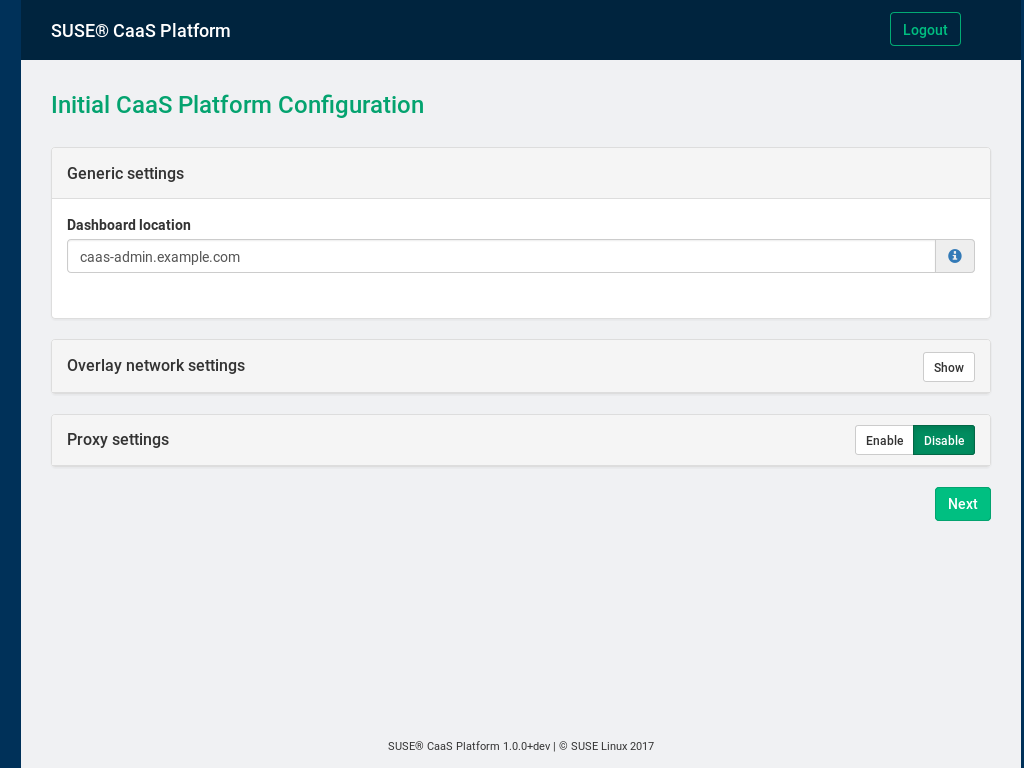 SUSE® CaaS Platform
Logout
Initial CaaS Platform Configuration
Generic settings
Dashboard location
caas-admin.example.com
Overlay network settings
Show
Proxy settings
Enable
Disable
Next
SUSE® CaaS Platform 1.0.0+dev | © SUSE Linux 2017